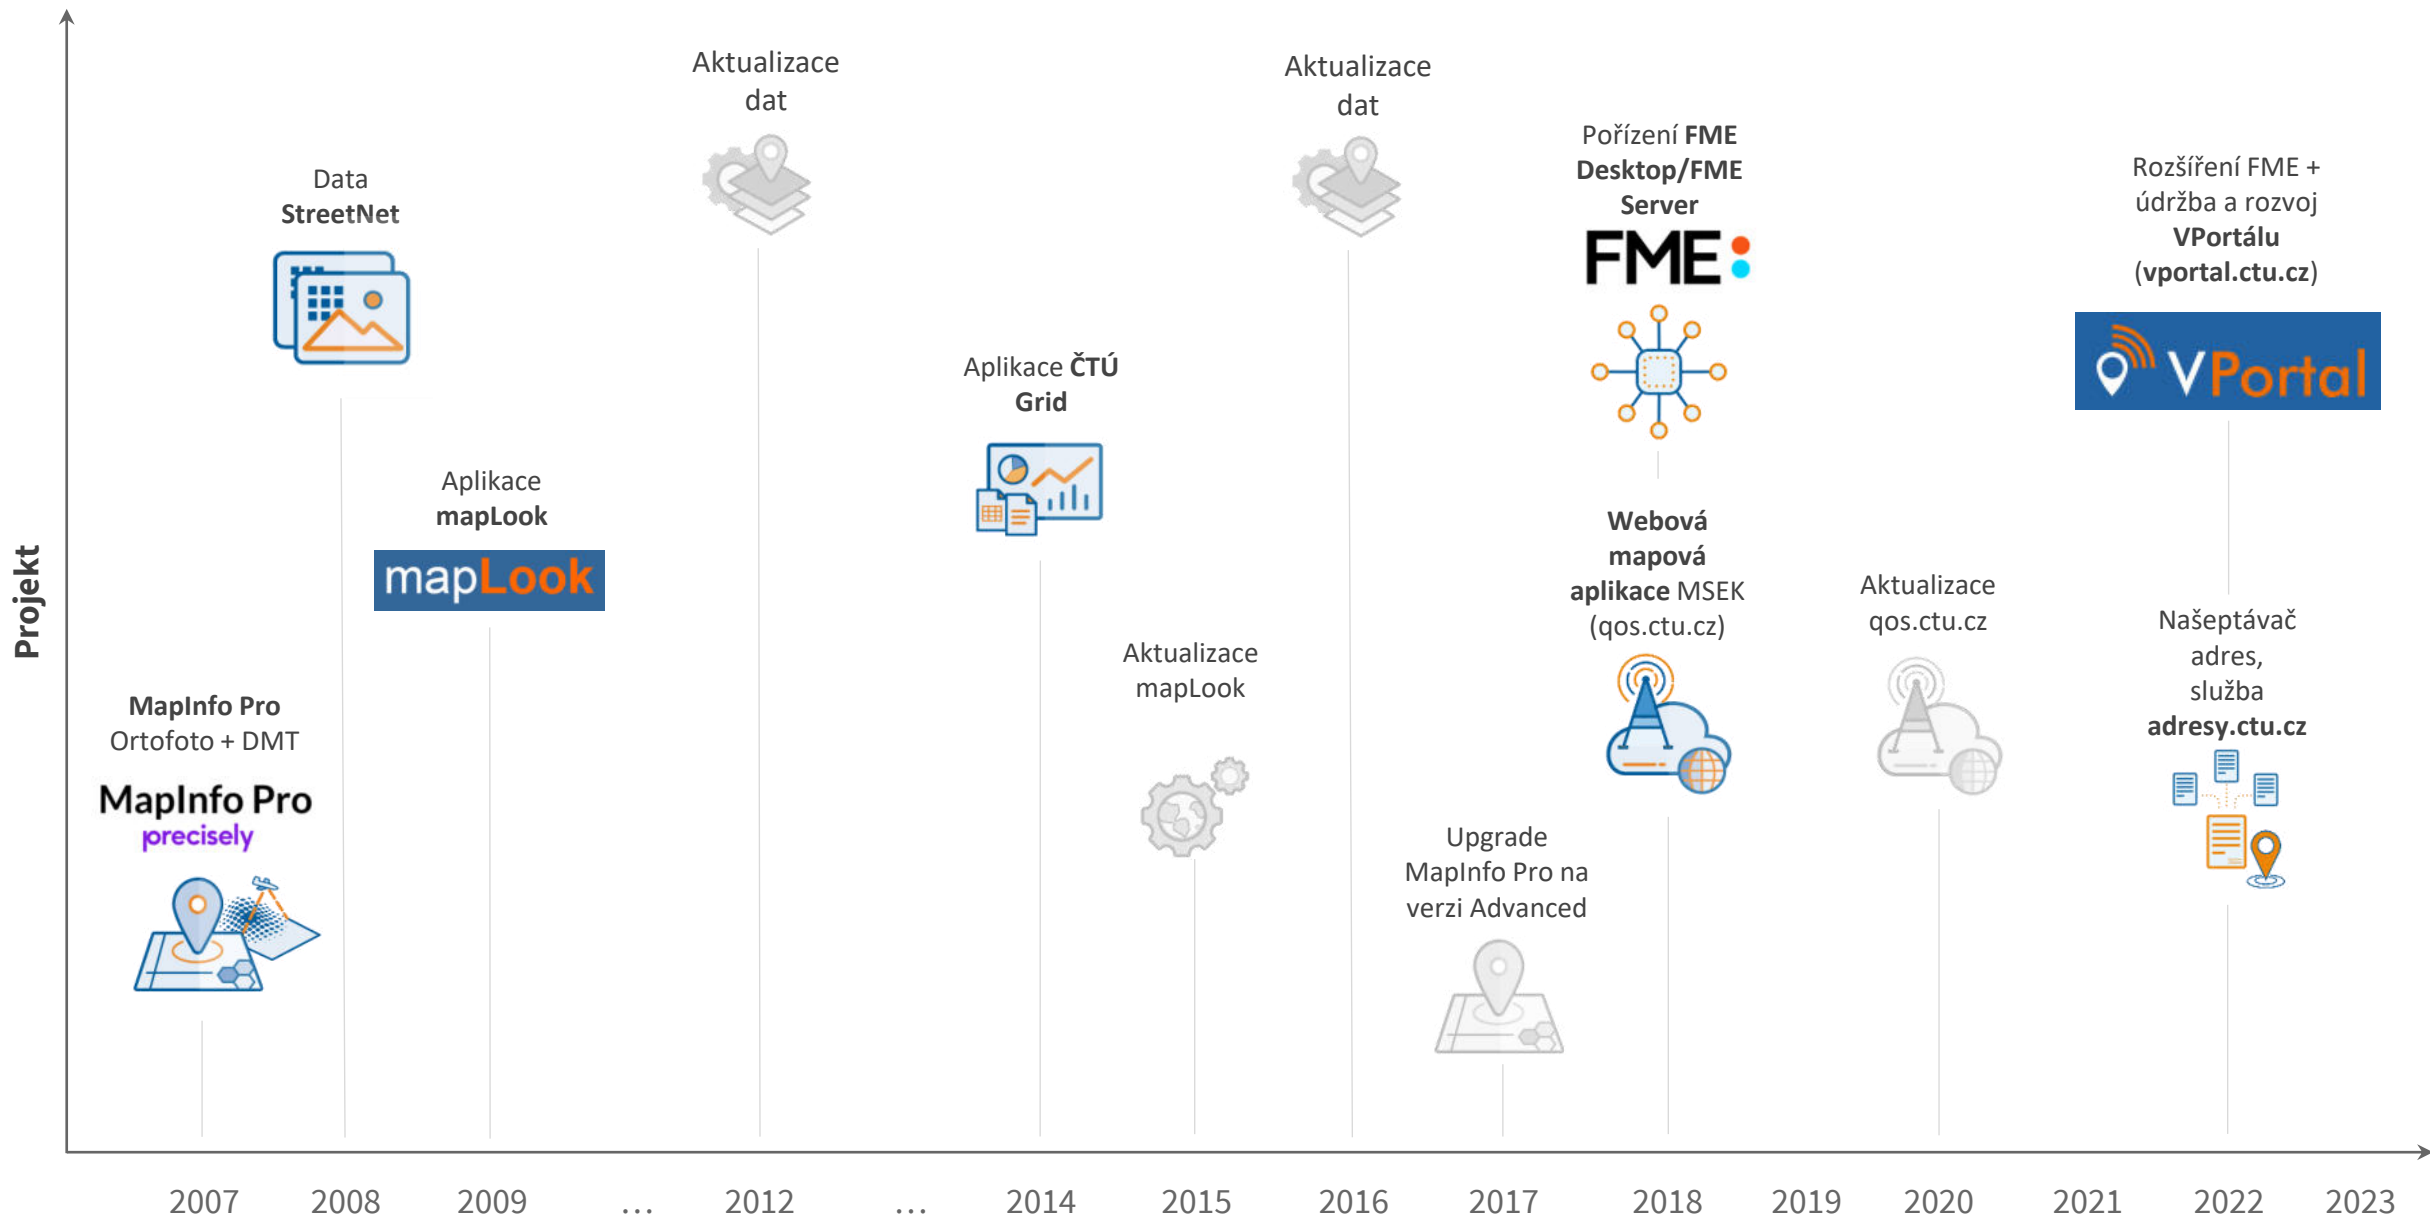 Projekt
MapInfo Pro
Ortofoto + DMT
MapInfo Pro
precisely
Data
StreetNet
Aplikace
mapLook
mapLook
Aktualizace
dat
Aplikace ČTÚ
Grid
Aktualizace
mapLook
Aktualizace
dat
Upgrade
MapInfo Pro na
verzi Advanced
Pořízení FME
Desktop/FME
Server
FME
Webová
mapová
aplikace MSEK
(qos.ctu.cz)
Aktualizace
qos.ctu.cz
Rozšíření FME +
údržba a rozvoj
VPortálu
(vportal.ctu.cz)
VPortal
Našeptávač
adres,
služba
adresy.ctu.cz
2007 2008 2009 ... 2012 ... 2014 2015 2016 2017 2018 2019 2020 2021 2022 2023